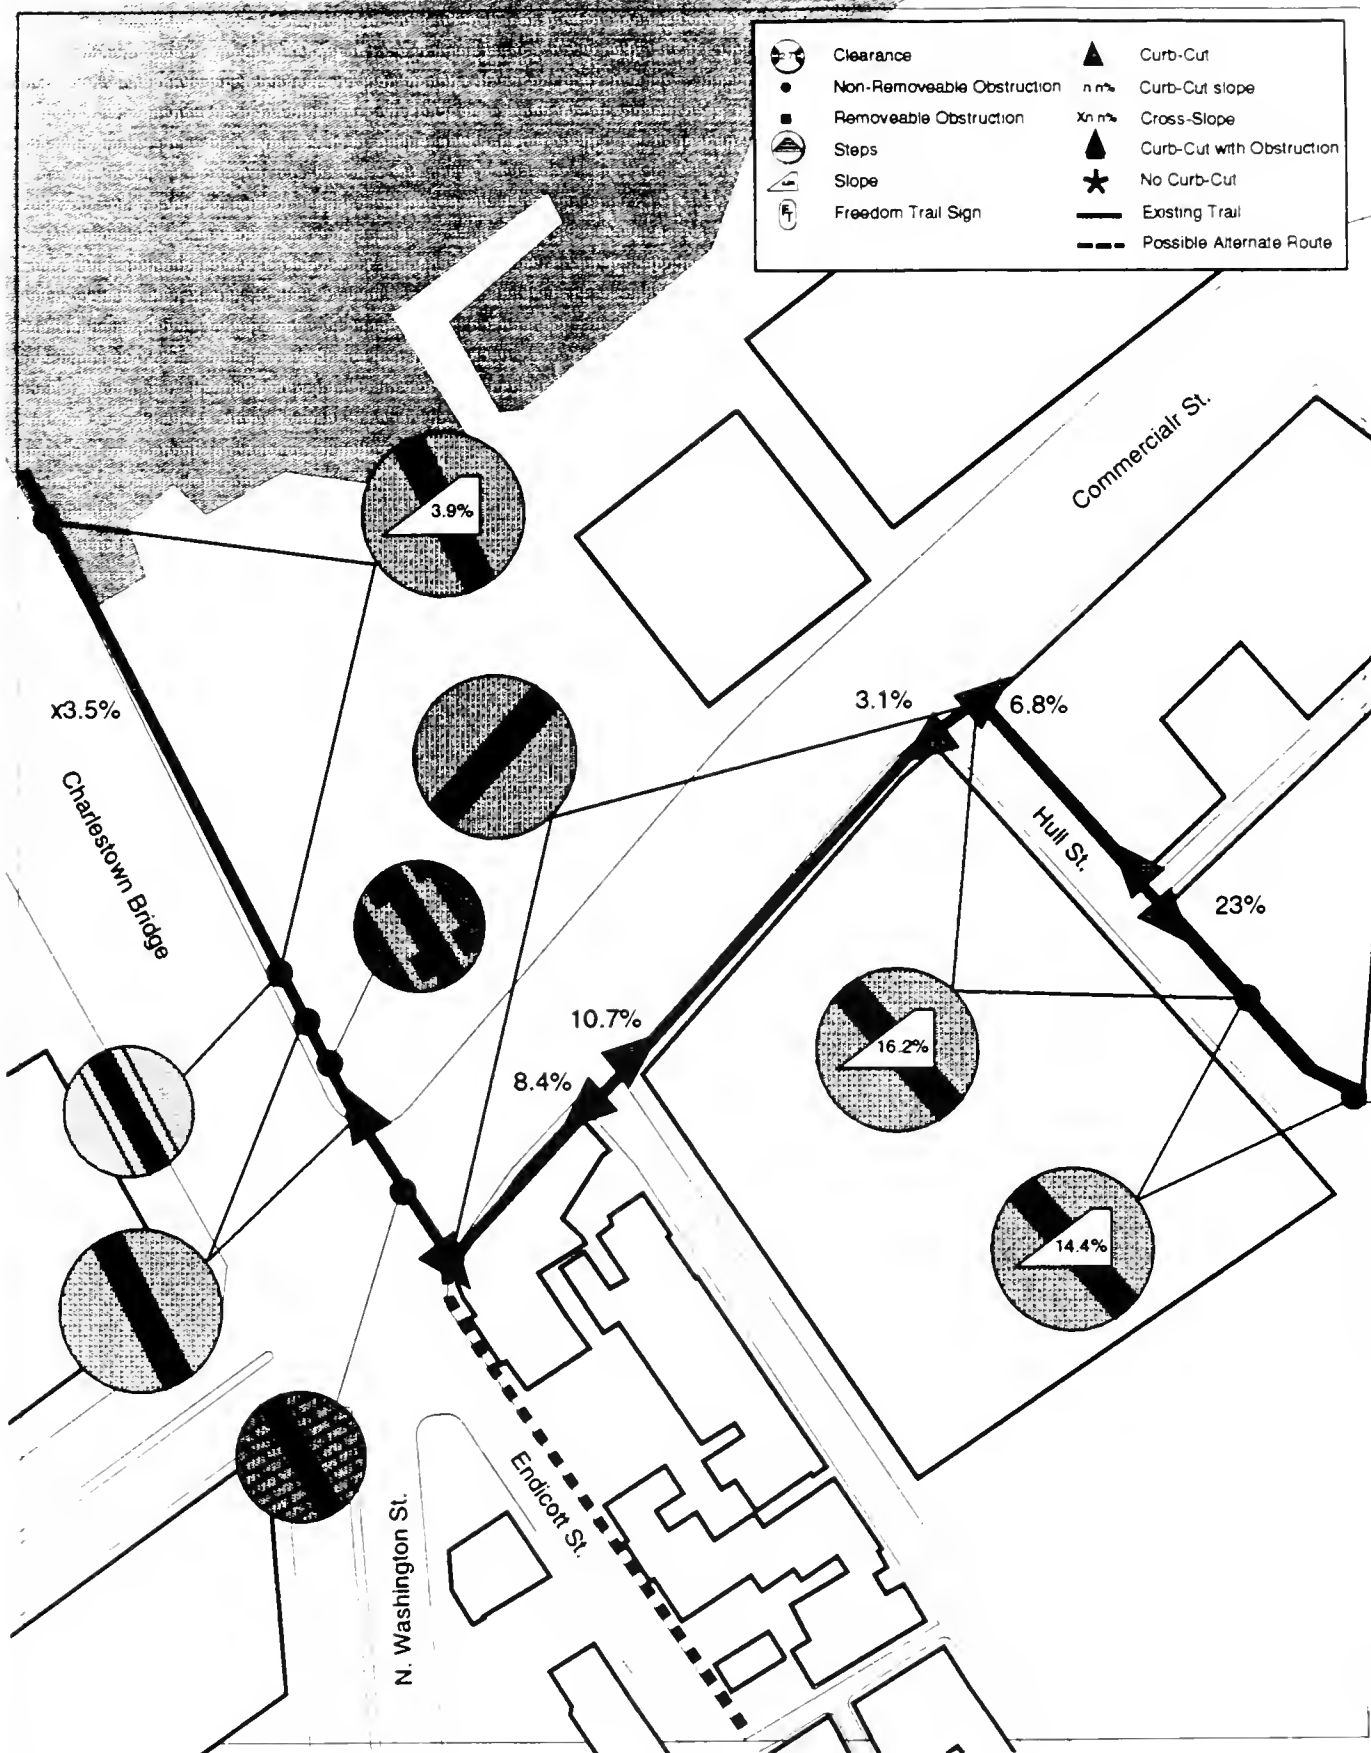 Clearance
Non-Removeable Obstruction
Removeable Obstruction
Steps
Slope
Freedom Trail Sign
Curb-Cut
n n% Curb-Cut slope
Xn n% Cross-Slope
Curb-Cut with Obstruction
No Curb-Cut
Existing Trail
Possible Alternate Route
Commercialr St.
3.9%
x3.5%
3.1%
6.8%
Charlestown Bridge
Hull St.
23%
10.7%
8.4%
16.2%
14.4%
Endicott St.
N. Washington St.